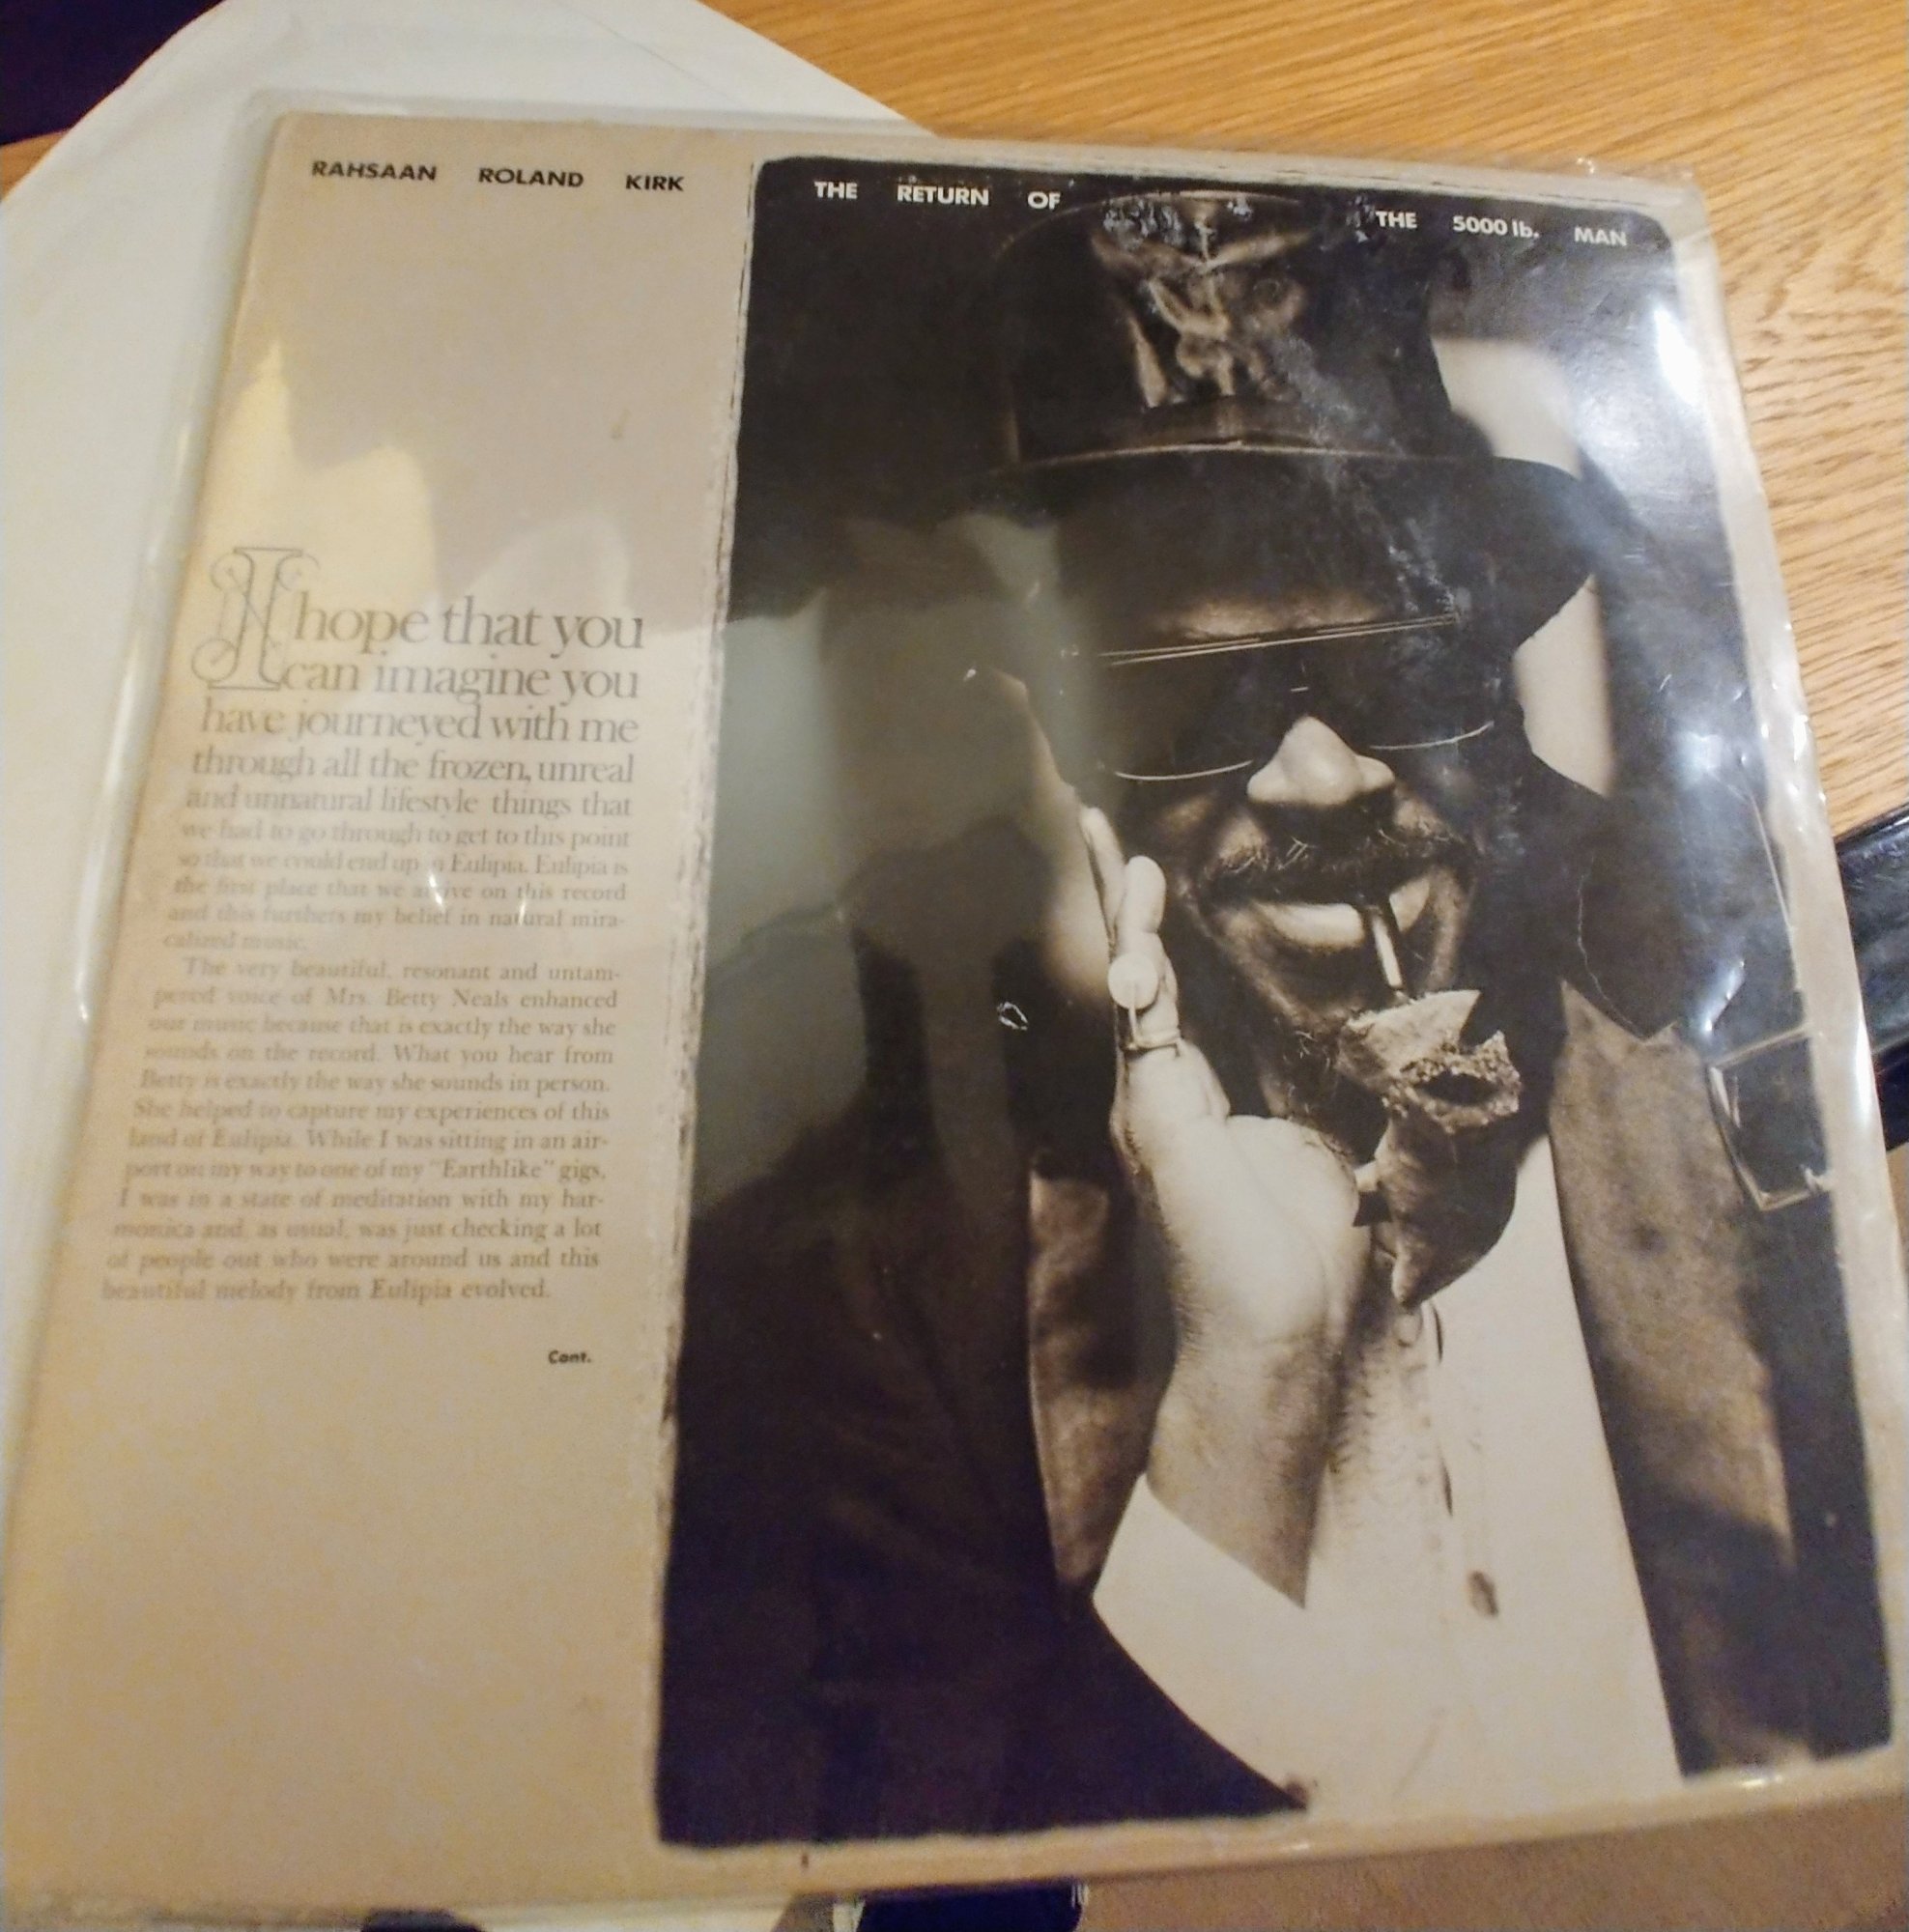 RAHSAAN ROLAND KIRK
THE RETURN OF THE 5000 lb. MAN
I hope that you
can imagine you
have journeyed with me
through all the frozen, unreal
and unnatural lifestyle things that
we had to go through to get to this point
so that we could end up in Eulipia. Eulipia is
the first place that we arrive on this record
and this furthers my belief in natural mira-
calized music.
The very beautiful, resonant and untam-
pered voice of Mrs. Betty Neals enhanced
our music because that is exactly the way she
sounds on the record. What you hear from
Betty is exactly the way she sounds in person.
She helped to capture my experiences of this
land of Eulipia. While I was sitting in an air-
port on my way to one of my "Earthlike" gigs,
I was in a state of meditation with my har-
monica and, as usual, was just checking a lot
of people out who were around us and this
beautiful melody from Eulipia evolved.
Cont.